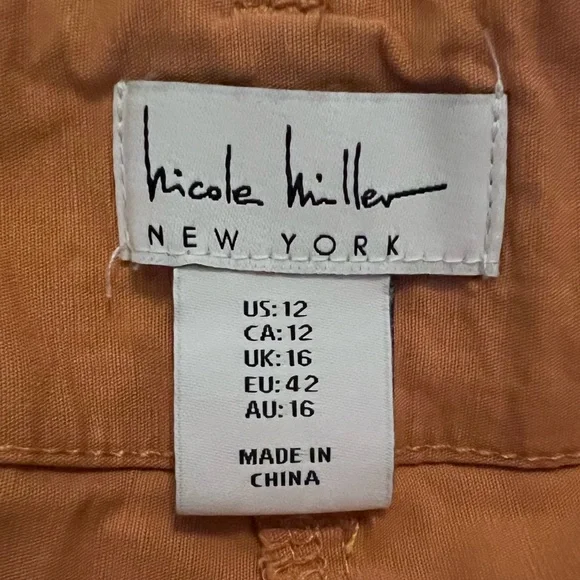 nicole miller
NEW YORK
US: 12
CA: 12
UK: 16
EU: 42
AU: 16
MADE IN
CHINA